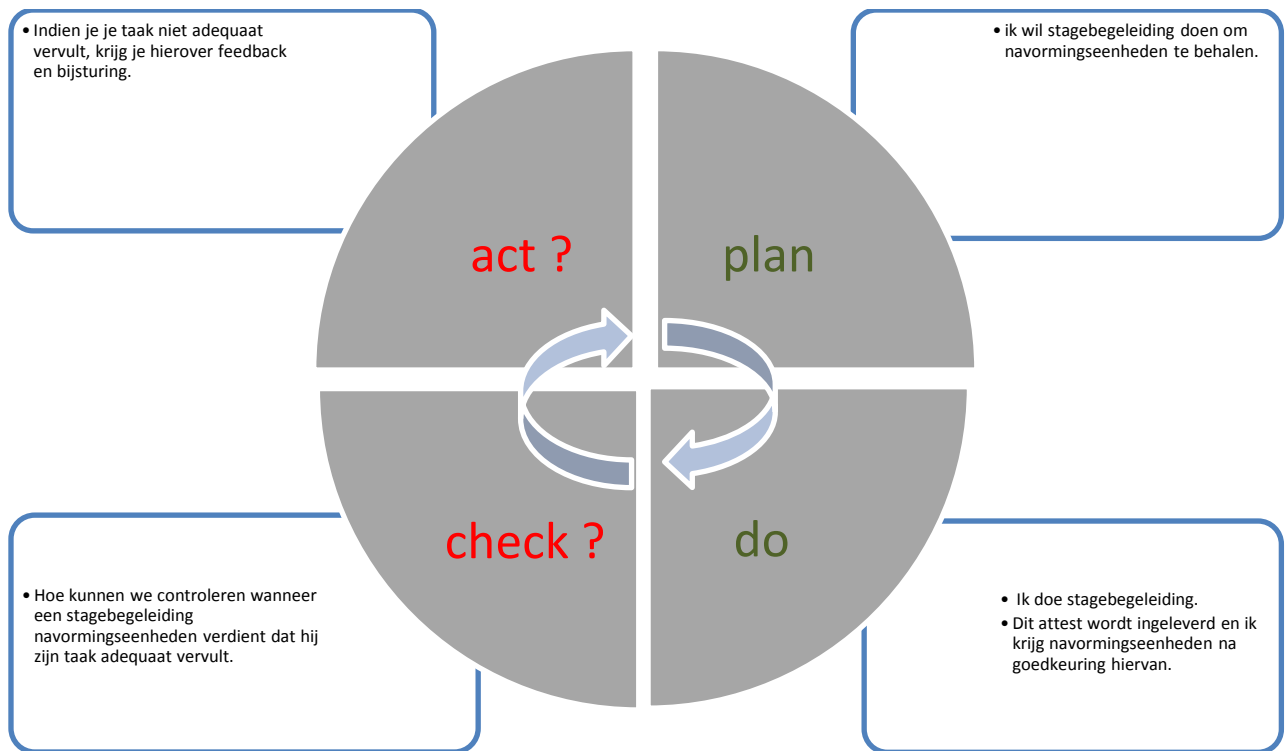 • Indien je je taak niet adequaat
vervult, krijg je hierover feedback
en bijsturing.
• ik wil stagebegeleiding doen om
navormingseenheden te behalen.
act ?
plan
check ?
do
• Hoe kunnen we controleren wanneer
een stagebegeleiding
navormingseenheden verdient dat hij
zijn taak adequaat vervult.
• Ik doe stagebegeleiding.
• Dit attest wordt ingeleverd en ik
krijg navormingseenheden na
goedkeuring hiervan.